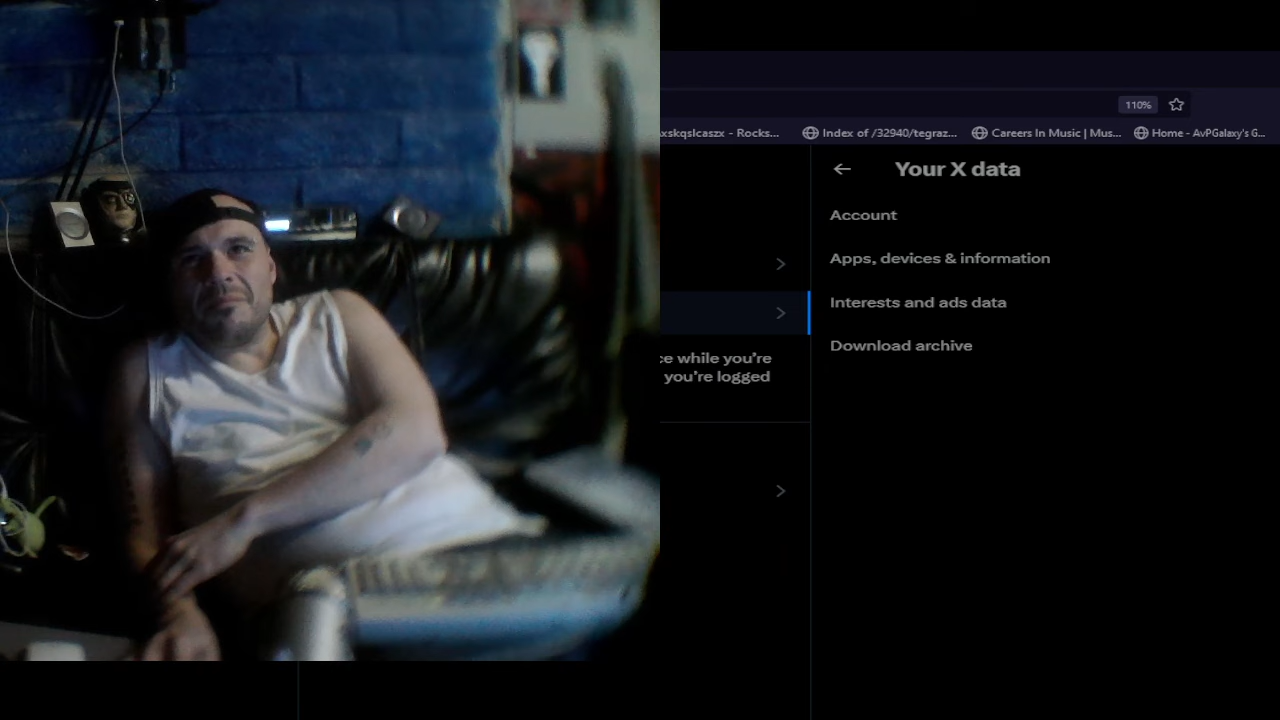 110%
xskqslcaszx - Rocks...
Index of /32940/tegraz...
Careers In Music | Mus...
Home - AvPGalaxy's G...
Your X data
Account
Apps, devices & information
Interests and ads data
ce while you're
you're logged
Download archive